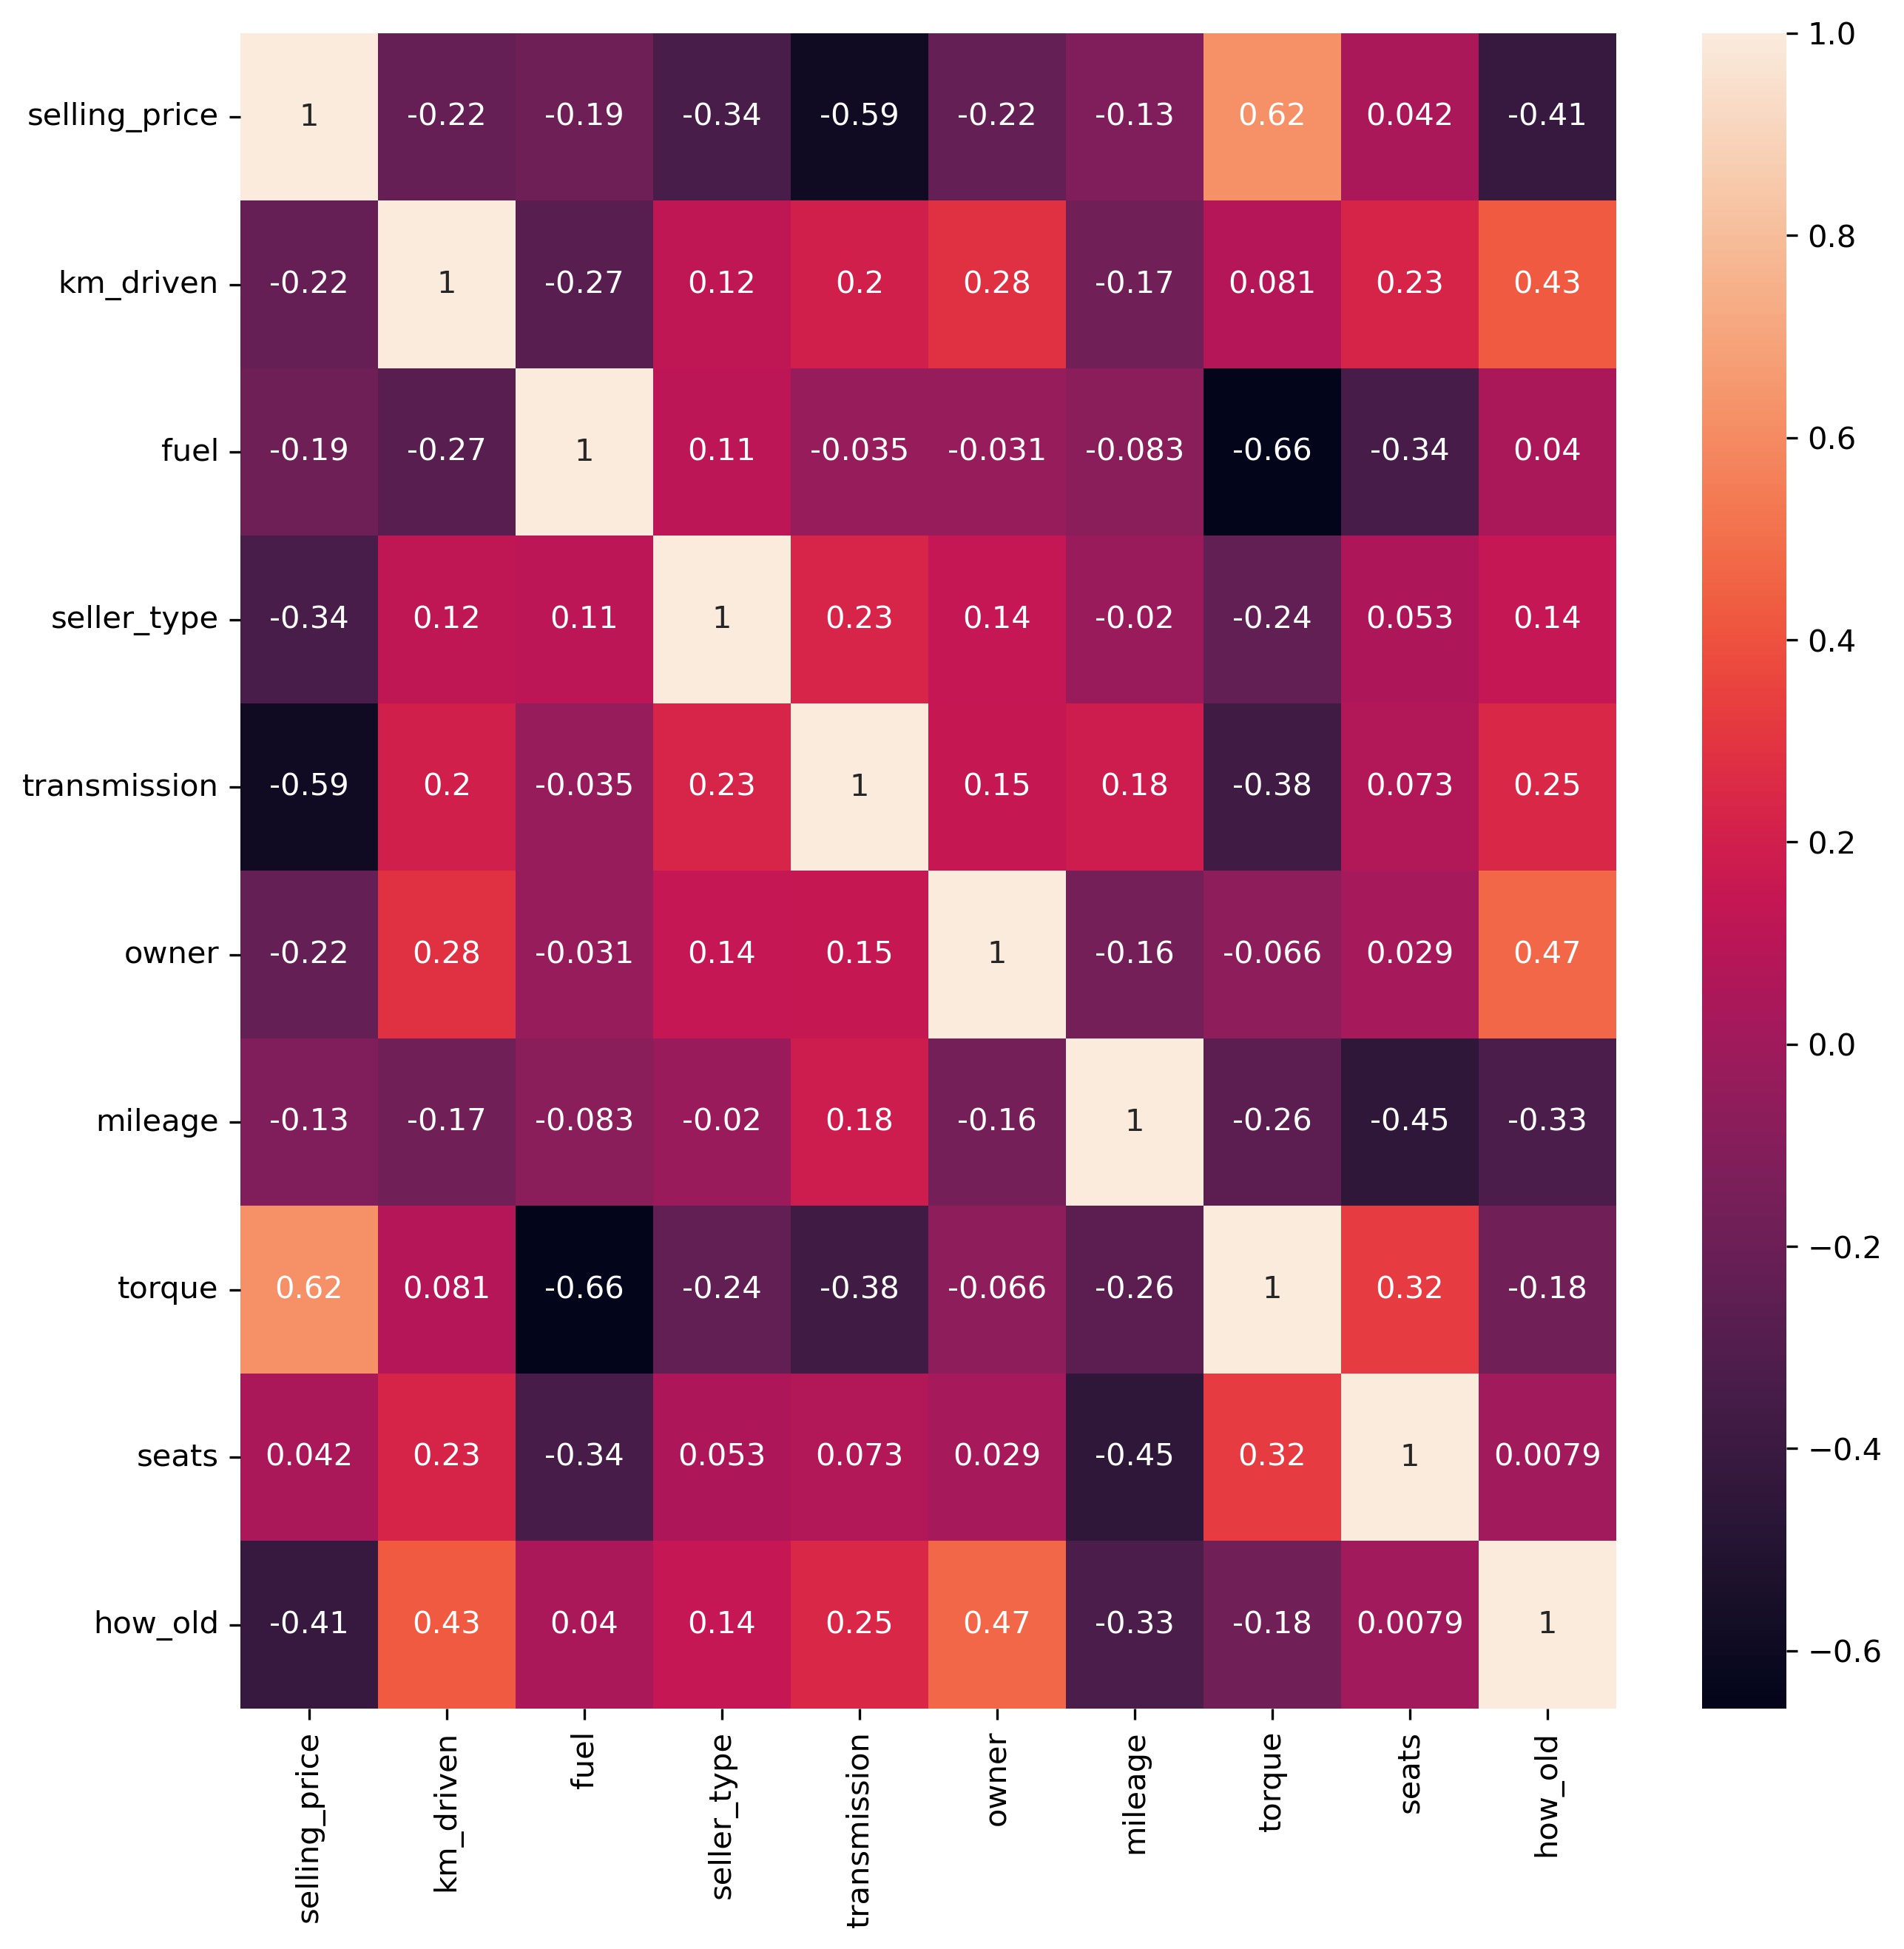 selling_price 1 -0.22 -0.19 -0.34 -0.59 -0.22 -0.13 0.62 0.042 -0.41
km_driven -0.22 1 -0.27 0.12 0.2 0.28 -0.17 0.081 0.23 0.43
fuel -0.19 -0.27 1 0.11 -0.035 -0.031 -0.083 -0.66 -0.34 0.04
seller_type -0.34 0.12 0.11 1 0.23 0.14 -0.02 -0.24 0.053 0.14
transmission -0.59 0.2 -0.035 0.23 1 0.15 0.18 -0.38 0.073 0.25
owner -0.22 0.28 -0.031 0.14 0.15 1 -0.16 -0.066 0.029 0.47
mileage -0.13 -0.17 -0.083 -0.02 0.18 -0.16 1 -0.26 -0.45 -0.33
torque 0.62 0.081 -0.66 -0.24 -0.38 -0.066 -0.26 1 0.32 -0.18
seats 0.042 0.23 -0.34 0.053 0.073 0.029 -0.45 0.32 1 0.0079
how_old -0.41 0.43 0.04 0.14 0.25 0.47 -0.33 -0.18 0.0079 1
selling_price
km_driven
fuel
seller_type
transmission
owner
mileage
torque
seats
how_old
1.0
0.8
0.6
0.4
0.2
0.0
−0.2
−0.4
−0.6